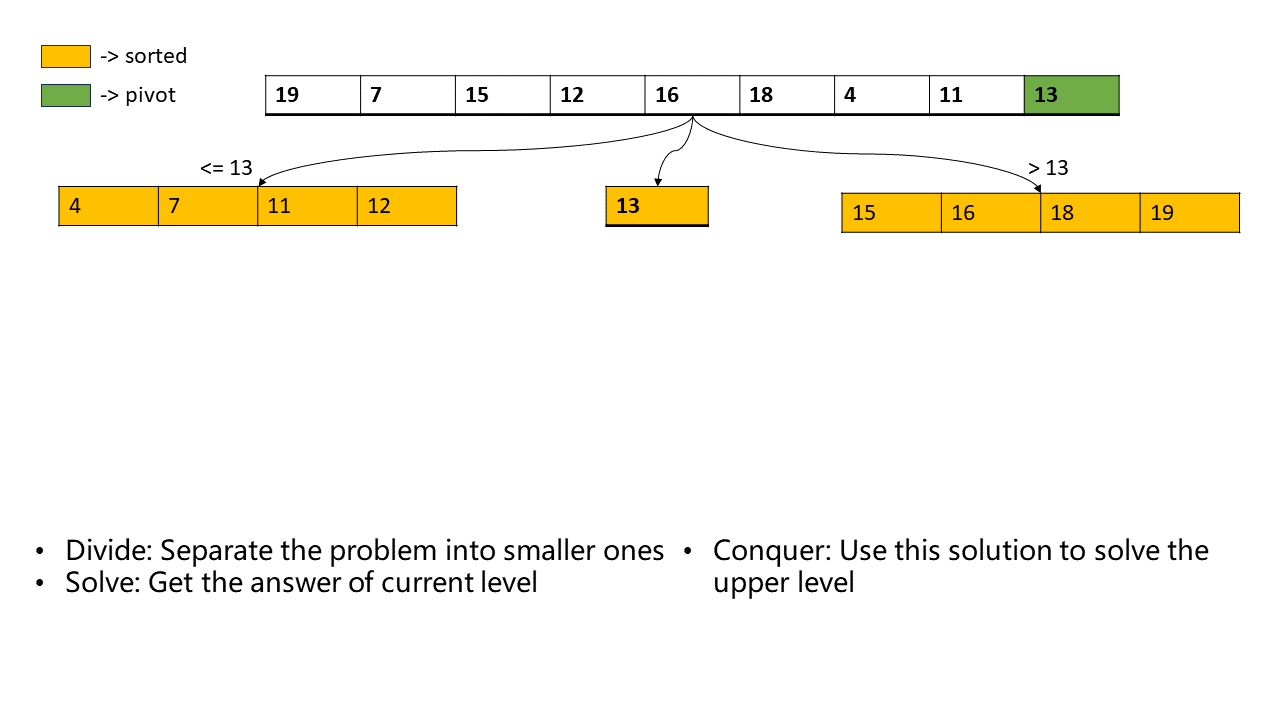 -> sorted
-> pivot
19 7 15 12 16 18 4 11 13
<= 13
> 13
4 7 11 12
13
15 16 18 19
• Divide: Separate the problem into smaller ones
• Solve: Get the answer of current level
• Conquer: Use this solution to solve the
upper level